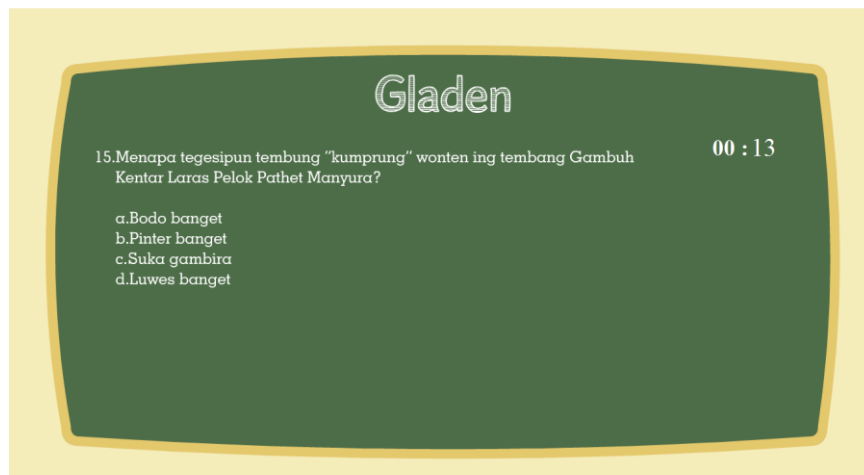 Gladen
00 : 13
15.Menapa tegesipun tembung “kumprung” wonten ing tembang Gambuh
Kentar Laras Pelok Pathet Manyura?
a.Bodo banget
b.Pinter banget
c.Suka gambira
d.Luwes banget